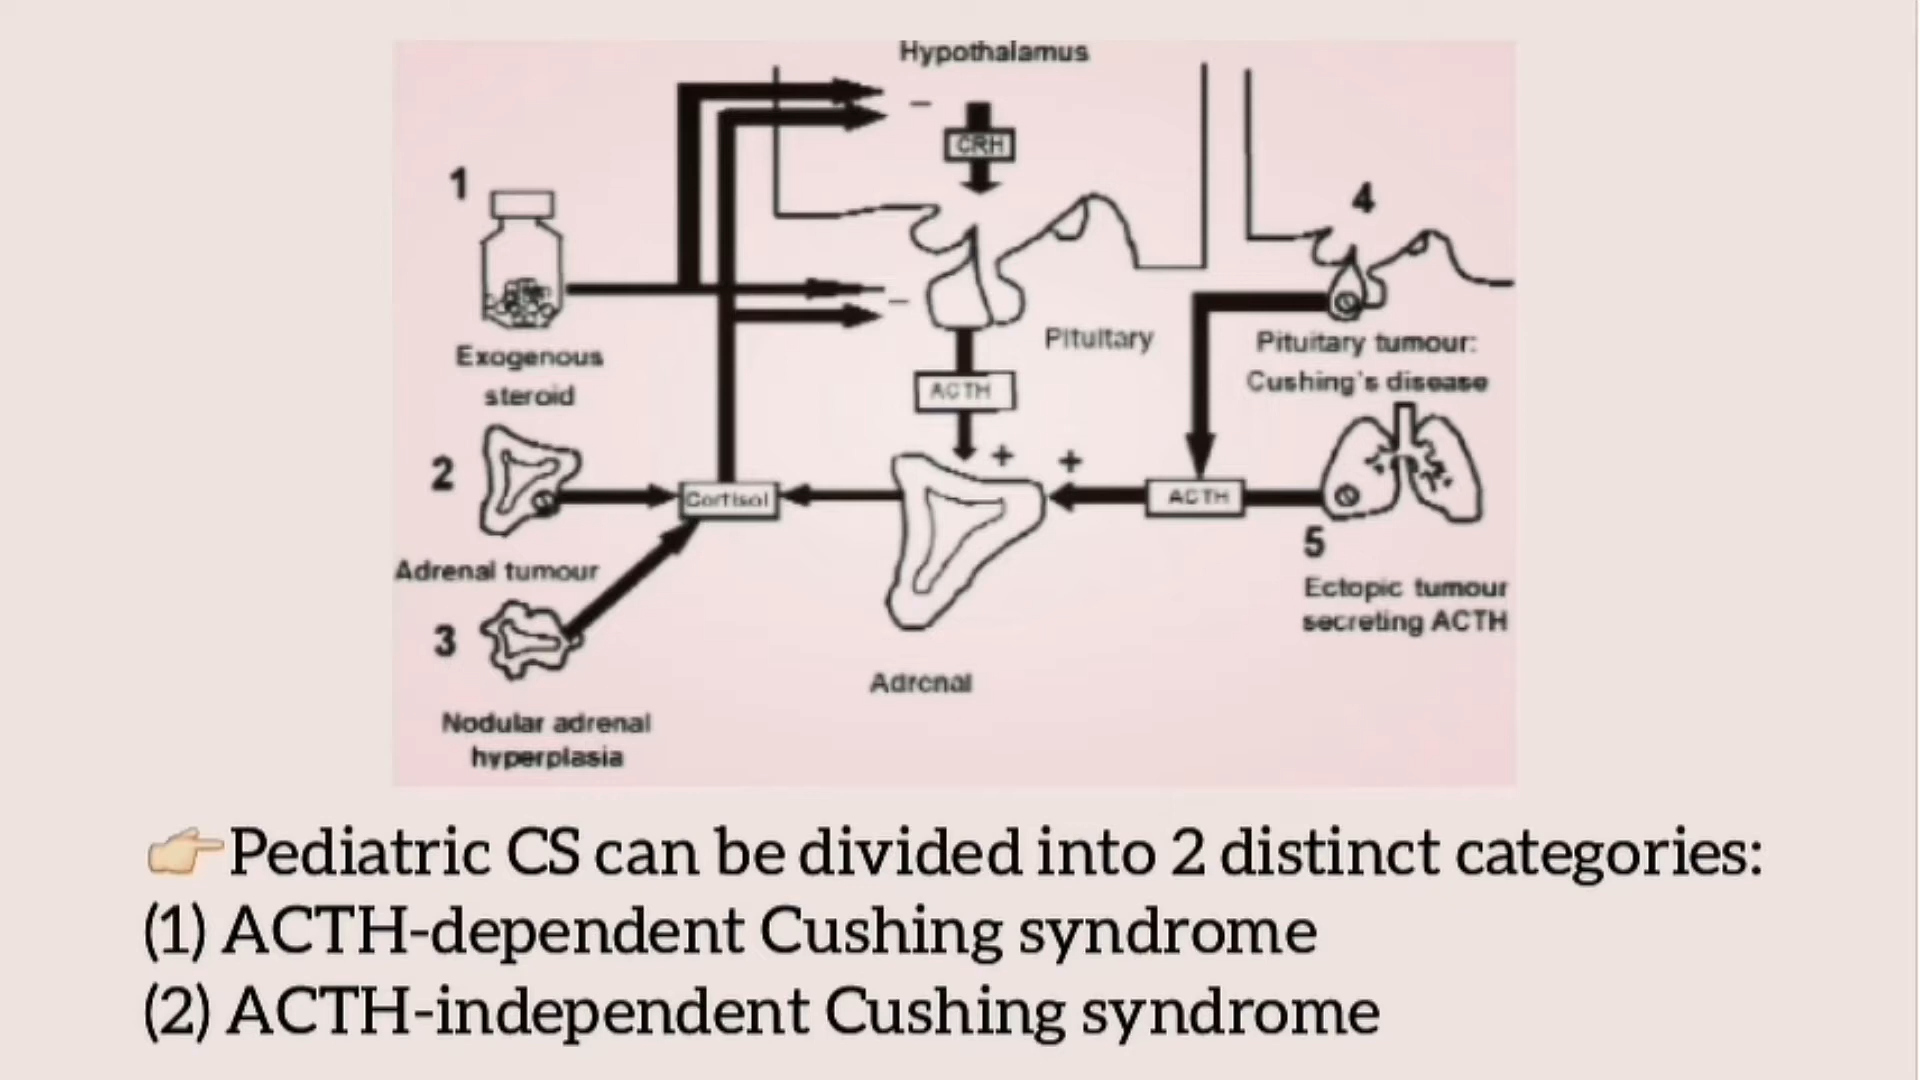 Hypothalamus
CRH
1
4
Exogenous
steroid
Pituitary
Pituitary tumour:
Cushing's disease
ACTH
+
+
2
Cortisol
ACTH
5
Adrenal tumour
Ectopic tumour
secreting ACTH
3
Adrenal
Nodular adrenal
hyperplasia
👉Pediatric CS can be divided into 2 distinct categories:
(1) ACTH-dependent Cushing syndrome
(2) ACTH-independent Cushing syndrome